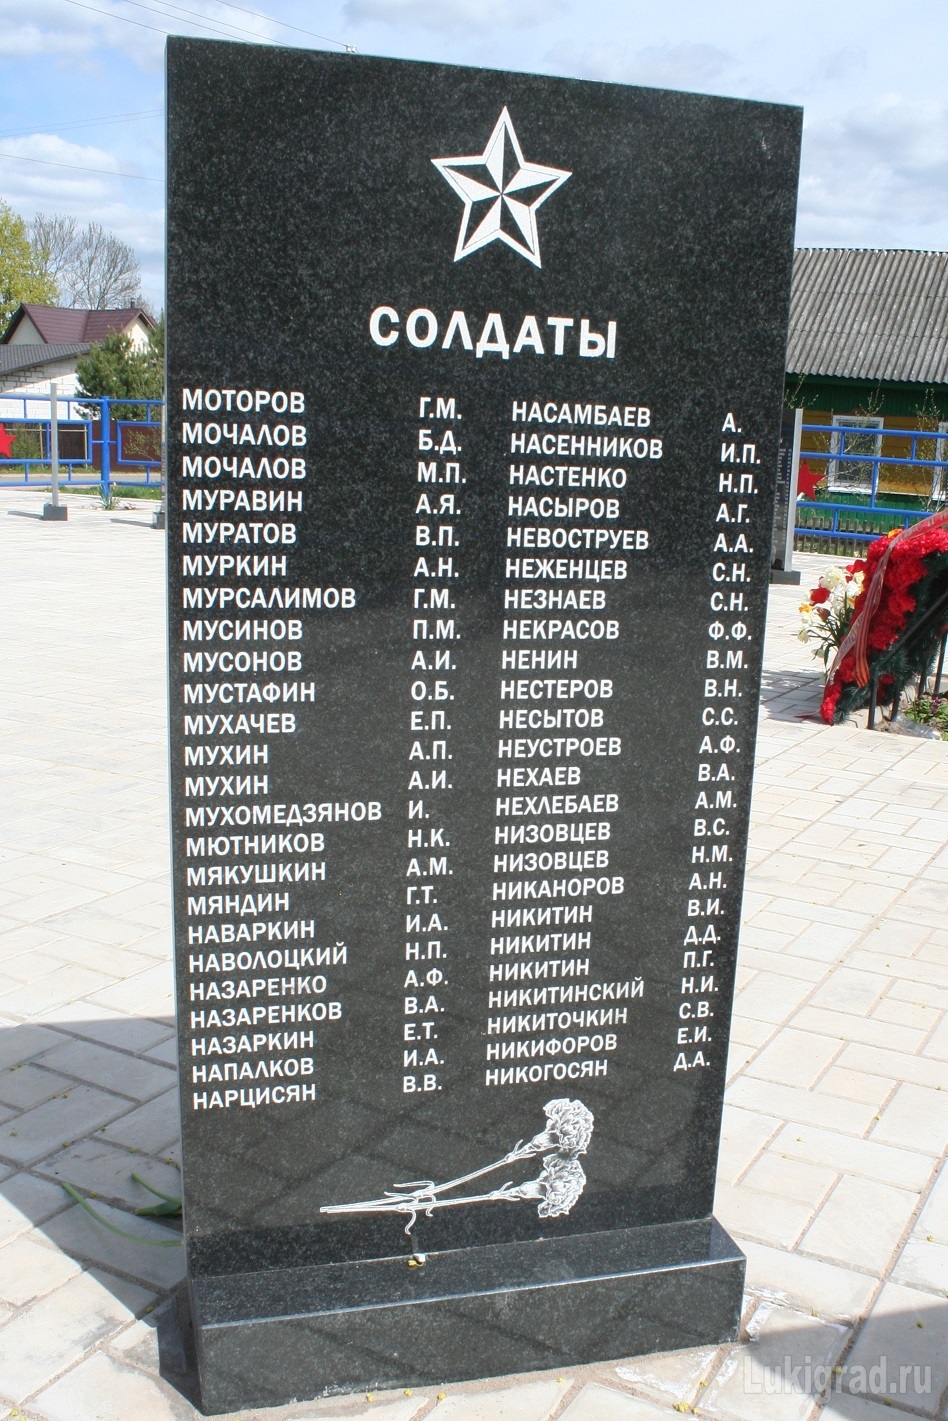 СОЛДАТЫ
МОТОРОВ Г.М.
МОЧАЛОВ Б.Д.
МОЧАЛОВ М.П.
МУРАВИН А.Я.
МУРАТОВ В.П.
МУРКИН А.Н.
МУРСАЛИМОВ Г.М.
МУСИНОВ П.М.
МУСОНОВ А.И.
МУСТАФИН О.Б.
МУХАЧЕВ Е.П.
МУХИН А.П.
МУХИН А.И.
МУХОМЕДЗЯНОВ И.
МЮТНИКОВ Н.К.
МЯКУШКИН А.М.
МЯНДИН Г.Т.
НАВАРКИН И.А.
НАВОЛОЦКИЙ Н.П.
НАЗАРЕНКО А.Ф.
НАЗАРЕНКОВ В.А.
НАЗАРКИН Е.Т.
НАПАЛКОВ И.А.
НАРЦИСЯН В.В.
НАСАМБАЕВ А.
НАСЕННИКОВ И.П.
НАСТЕНКО Н.П.
НАСЫРОВ А.Г.
НЕВОСТРУЕВ А.А.
НЕЖЕНЦЕВ С.Н.
НЕЗНАЕВ С.Н.
НЕКРАСОВ Ф.Ф.
НЕНИН В.М.
НЕСТЕРОВ В.Н.
НЕСЫТОВ С.С.
НЕУСТРОЕВ А.Ф.
НЕХАЕВ В.А.
НЕХЛЕБАЕВ А.М.
НИЗОВЦЕВ В.С.
НИЗОВЦЕВ Н.М.
НИКАНОРОВ А.Н.
НИКИТИН В.И.
НИКИТИН Д.Д.
НИКИТИН П.Г.
НИКИТИНСКИЙ Н.И.
НИКИТОЧКИН С.В.
НИКИФОРОВ Е.И.
НИКОГОСЯН Д.А.
Lukigrad.ru